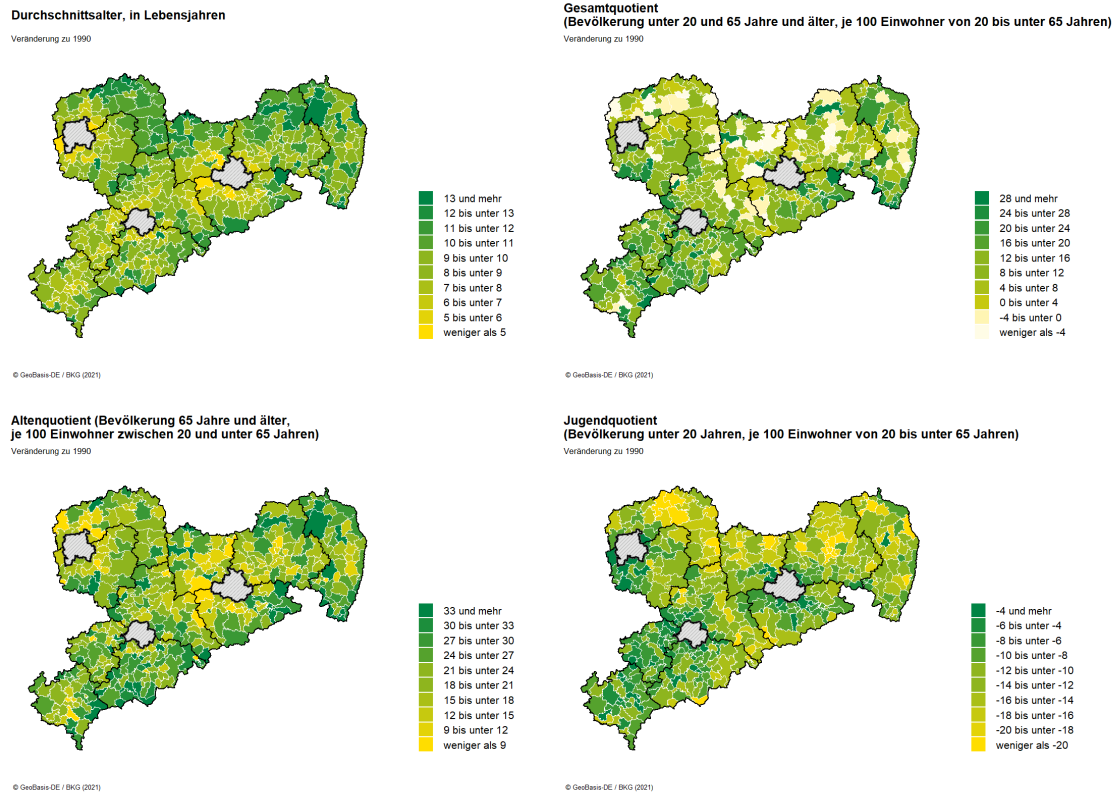 Durchschnittsalter, in Lebensjahren
Veränderung zu 1990
13 und mehr
12 bis unter 13
11 bis unter 12
10 bis unter 11
9 bis unter 10
8 bis unter 9
7 bis unter 8
6 bis unter 7
5 bis unter 6
weniger als 5
© GeoBasis-DE / BKG (2021)
Gesamtquotient
(Bevölkerung unter 20 und 65 Jahre und älter, je 100 Einwohner von 20 bis unter 65 Jahren)
Veränderung zu 1990
28 und mehr
24 bis unter 28
20 bis unter 24
16 bis unter 20
12 bis unter 16
8 bis unter 12
4 bis unter 8
0 bis unter 4
-4 bis unter 0
weniger als -4
© GeoBasis-DE / BKG (2021)
Altenquotient (Bevölkerung 65 Jahre und älter,
je 100 Einwohner zwischen 20 und unter 65 Jahren)
Veränderung zu 1990
33 und mehr
30 bis unter 33
27 bis unter 30
24 bis unter 27
21 bis unter 24
18 bis unter 21
15 bis unter 18
12 bis unter 15
9 bis unter 12
weniger als 9
© GeoBasis-DE / BKG (2021)
Jugendquotient
(Bevölkerung unter 20 Jahren, je 100 Einwohner von 20 bis unter 65 Jahren)
Veränderung zu 1990
-4 und mehr
-6 bis unter -4
-8 bis unter -6
-10 bis unter -8
-12 bis unter -10
-14 bis unter -12
-16 bis unter -14
-18 bis unter -16
-20 bis unter -18
weniger als -20
© GeoBasis-DE / BKG (2021)